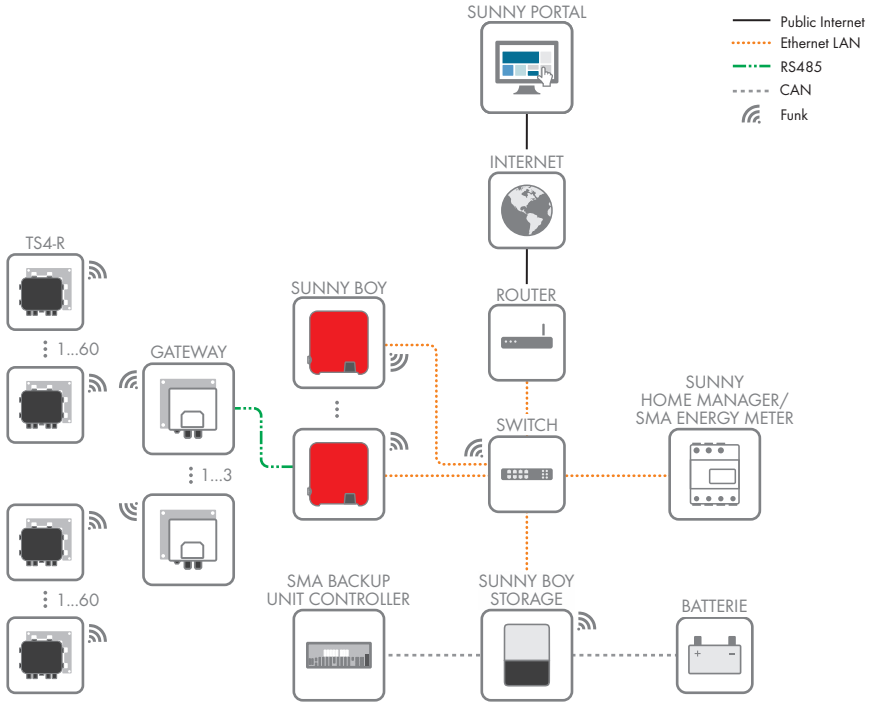 SUNNY PORTAL
Public Internet
Ethernet LAN
RS485
CAN
Funk
INTERNET
TS4-R
SUNNY BOY
ROUTER
1...60
GATEWAY
SUNNY
HOME MANAGER/
SMA ENERGY METER
SWITCH
1...3
SMA BACKUP
UNIT CONTROLLER
SUNNY BOY
STORAGE
BATTERIE
1...60
+ -